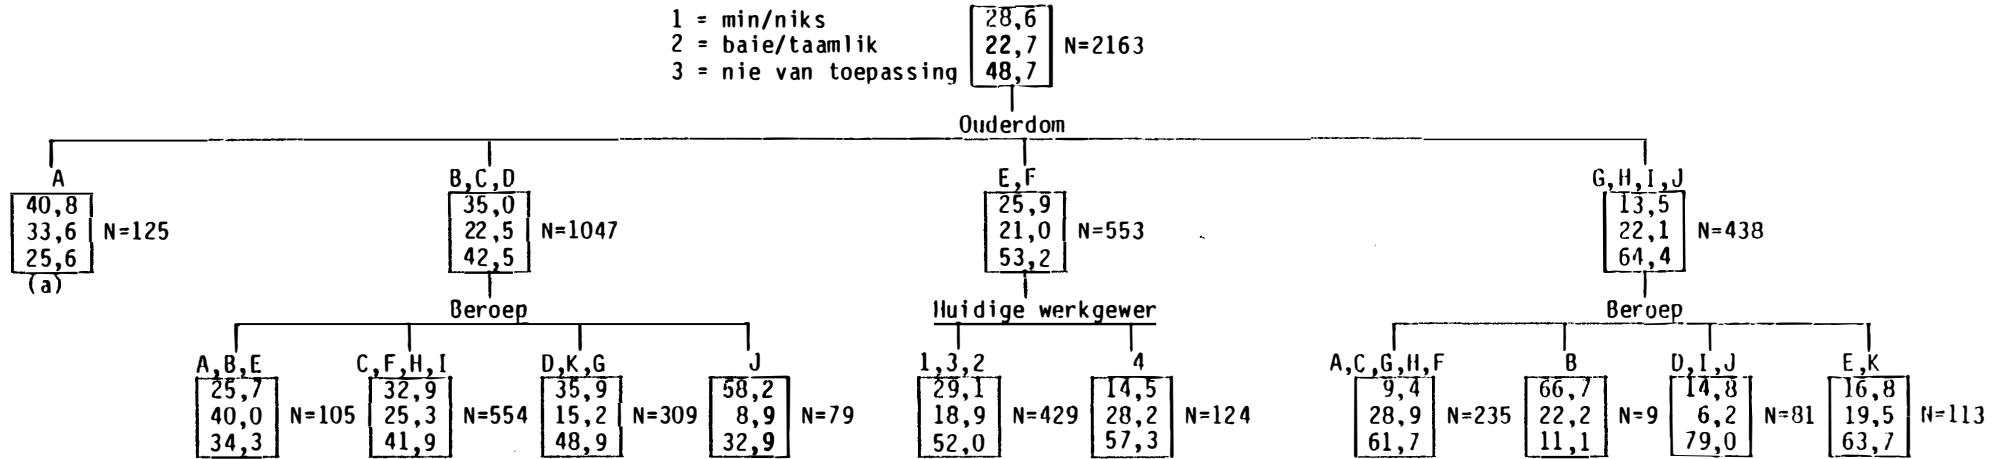 1 = min/niks 28,6
2 = baie/taamlik 22,7 N=2163
3 = nie van toepassing 48,7
Ouderdom
A B,C,D E,F G,H,I,J
40,8 35,0 25,9 13,5
33,6 N=125 22,5 N=1047 21,0 N=553 22,1 N=438
25,6 42,5 53,2 64,4
(a)
Beroep Huidige werkgewer Beroep
A,B,E C,F,H,I D,K,G J 1,3,2 4 A,C,G,H,F B D,I,J E,K
25,7 32,9 35,9 58,2 29,1 14,5 9,4 66,7 14,8 16,8
40,0 N=105 25,3 N=554 15,2 N=309 8,9 N=79 18,9 N=429 28,2 N=124 28,9 N=235 22,2 N=9 6,2 N=81 19,5 N=113
34,3 41,9 48,9 32,9 52,0 57,3 61,7 11,1 79,0 63,7